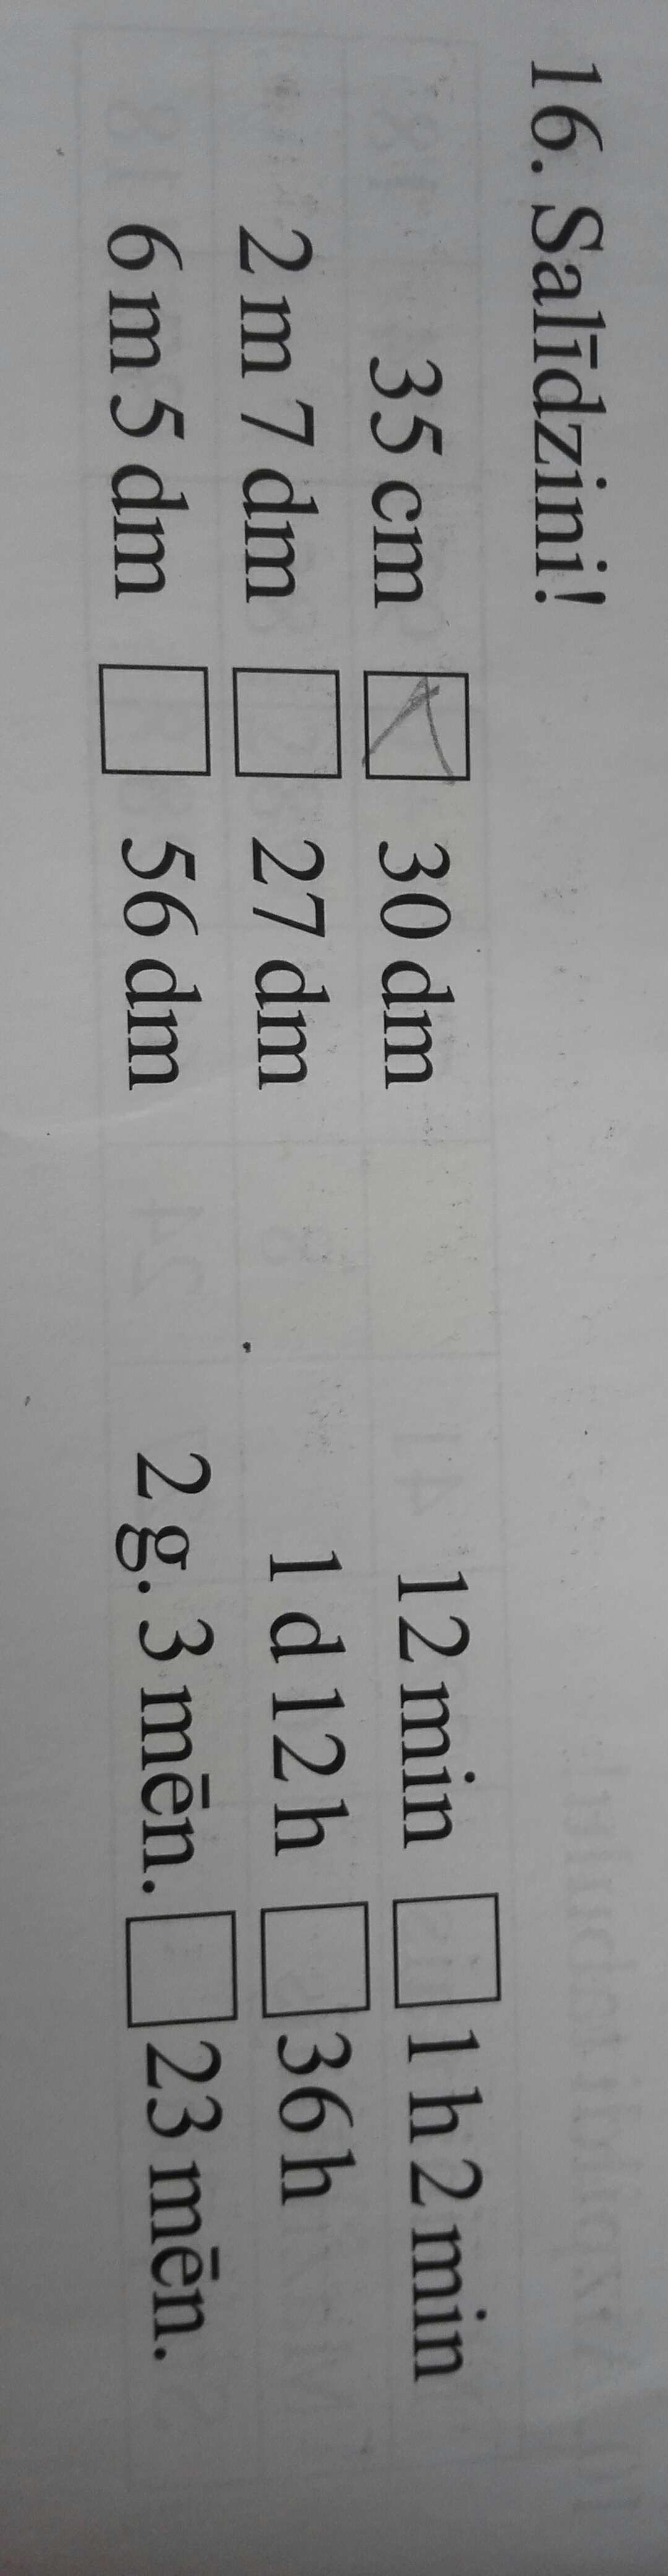 16. Salīdzini!
35 cm < 30 dm 12 min □ 1 h 2 min
2 m 7 dm □ 27 dm 1 d 12 h □ 36 h
6 m 5 dm □ 56 dm 2 g. 3 mēn. □ 23 mēn.